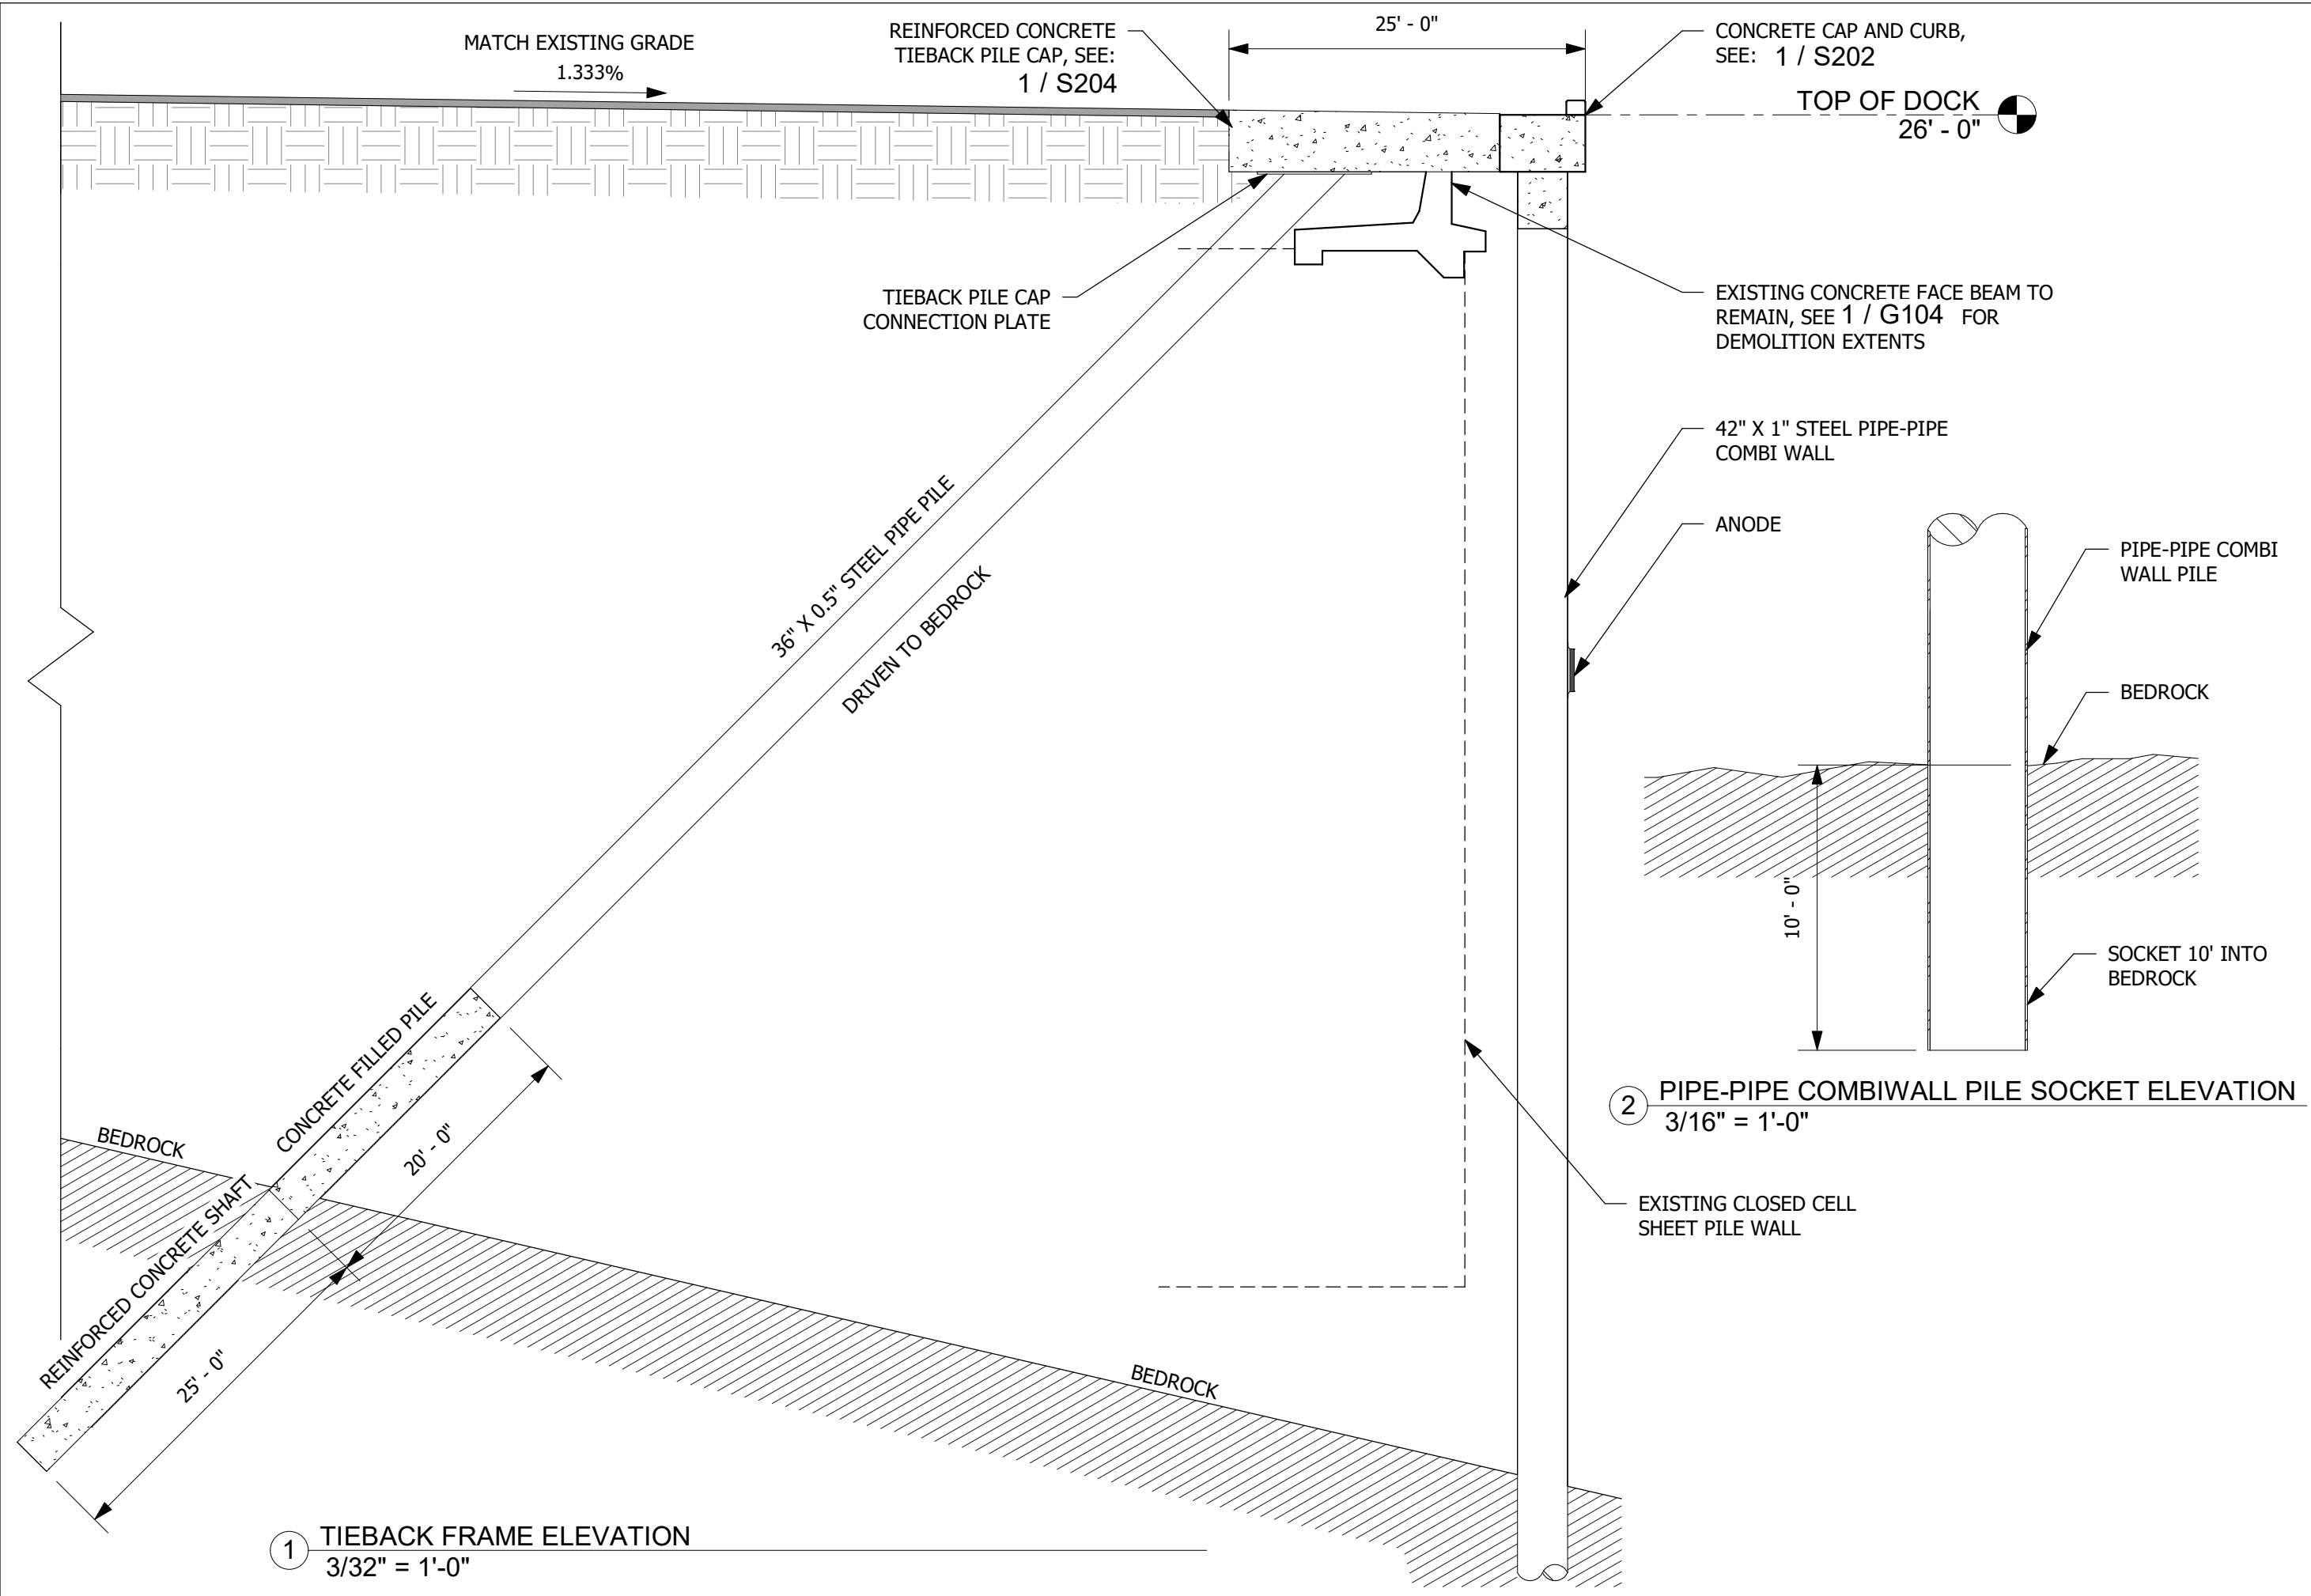 MATCH EXISTING GRADE
1.333%
REINFORCED CONCRETE
TIEBACK PILE CAP, SEE:
1 / S204
25' - 0"
CONCRETE CAP AND CURB,
SEE: 1 / S202
TOP OF DOCK
26' - 0"
TIEBACK PILE CAP
CONNECTION PLATE
EXISTING CONCRETE FACE BEAM TO
REMAIN, SEE 1 / G104 FOR
DEMOLITION EXTENTS
42" X 1" STEEL PIPE-PIPE
COMBI WALL
ANODE
36" X 0.5" STEEL PIPE PILE
DRIVEN TO BEDROCK
PIPE-PIPE COMBI
WALL PILE
BEDROCK
10' - 0"
SOCKET 10' INTO
BEDROCK
2 PIPE-PIPE COMBIWALL PILE SOCKET ELEVATION
3/16" = 1'-0"
CONCRETE FILLED PILE
20' - 0"
BEDROCK
REINFORCED CONCRETE SHAFT
25' - 0"
EXISTING CLOSED CELL
SHEET PILE WALL
BEDROCK
1 TIEBACK FRAME ELEVATION
3/32" = 1'-0"